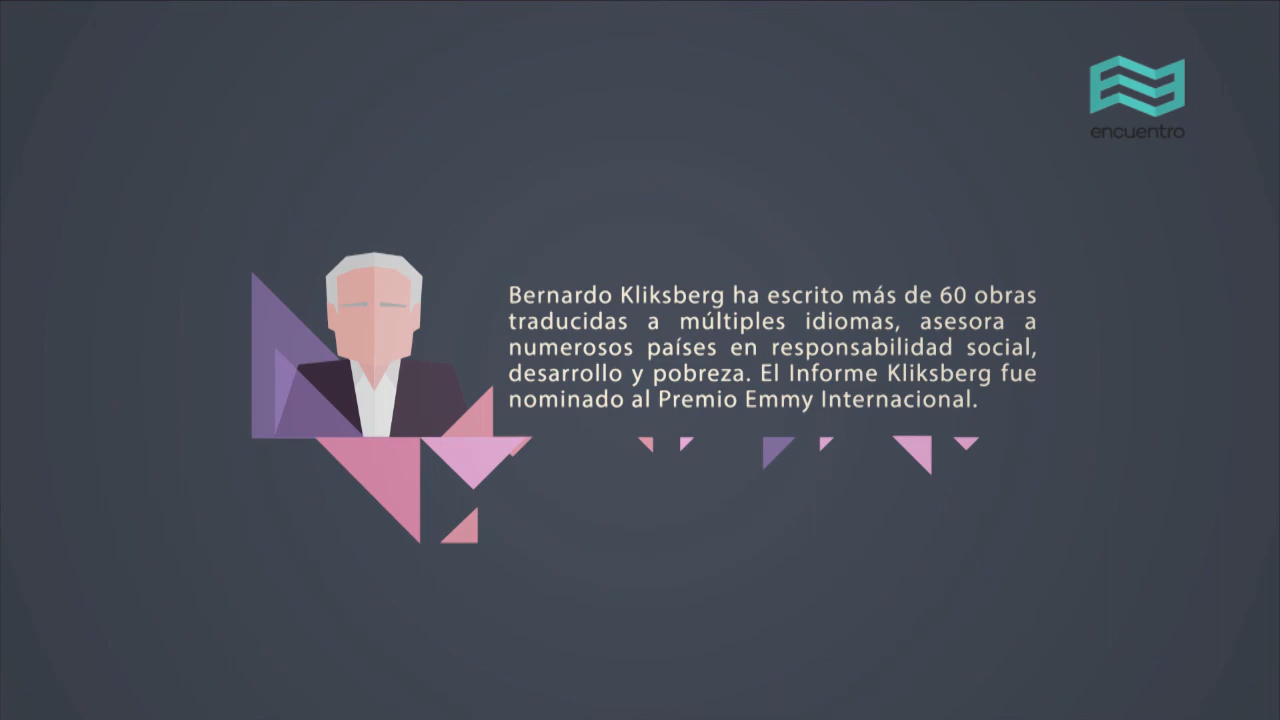 encuentro
Bernardo Kliksberg ha escrito más de 60 obras
traducidas a múltiples idiomas, asesora a
numerosos países en responsabilidad social,
desarrollo y pobreza. El Informe Kliksberg fue
nominado al Premio Emmy Internacional.